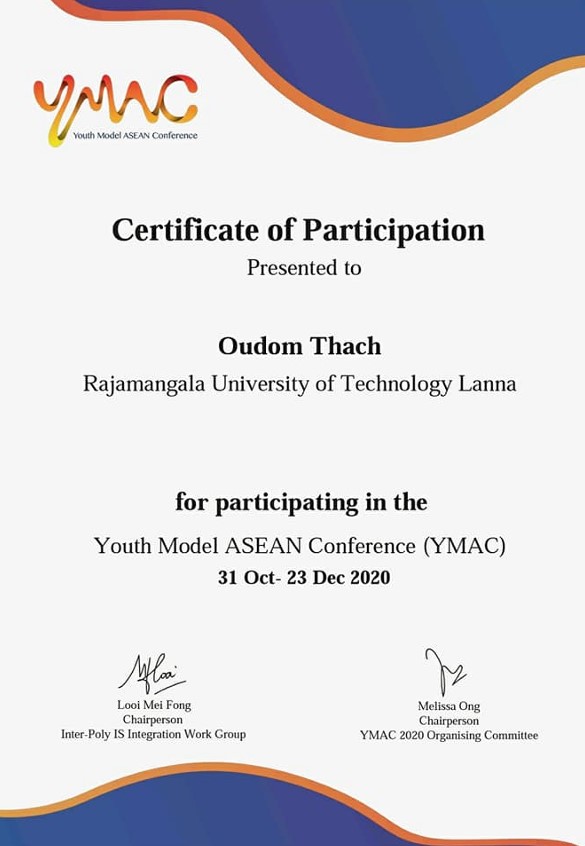 YMAC
Youth Model ASEAN Conference
Certificate of Participation
Presented to
Oudom Thach
Rajamangala University of Technology Lanna
for participating in the
Youth Model ASEAN Conference (YMAC)
31 Oct- 23 Dec 2020
Looi Mei Fong
Chairperson
Inter-Poly IS Integration Work Group
Melissa Ong
Chairperson
YMAC 2020 Organising Committee